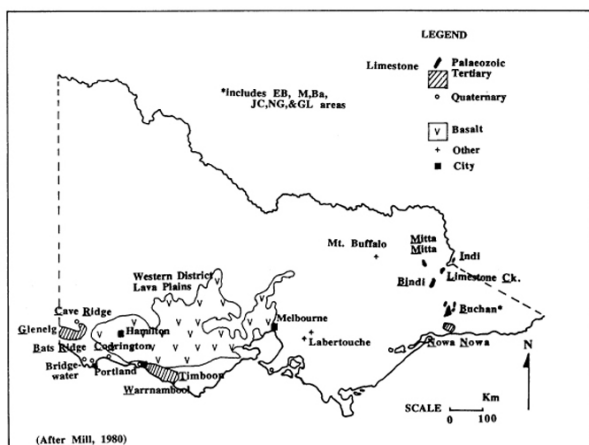 LEGEND
Limestone
Palaeozoic
Tertiary
Quaternary
V Basalt
+ Other
City
*includes EB, M,Ba,
JC,NG,&GL areas
Mt. Buffalo
Mitta
Mitta
Indi
Limestone Ck.
Bindi
Buchan*
Nowa Nowa
Western District
Lava Plains
Cave Ridge
Glenelg
Hamilton
Melbourne
Labertouche
Bats Ridge
Codrington
Bridge-
water
Portland
Timboon
Warrnambool
N
SCALE
Km
0 100
(After Mill, 1980)